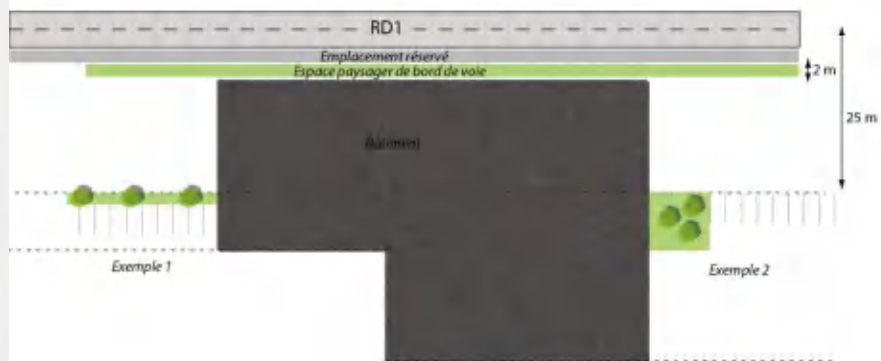 RD1
Emplacement réservé
Espace paysager de bord de voie
2 m
25 m
Bâtiment
Exemple 1
Exemple 2